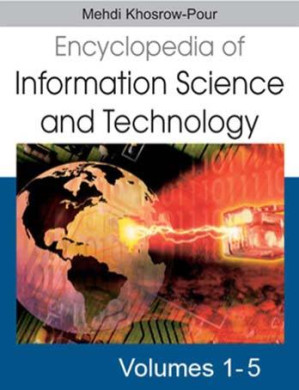 Mehdi Khosrow-Pour
Encyclopedia of
Information Science
and Technology
Volumes 1-5